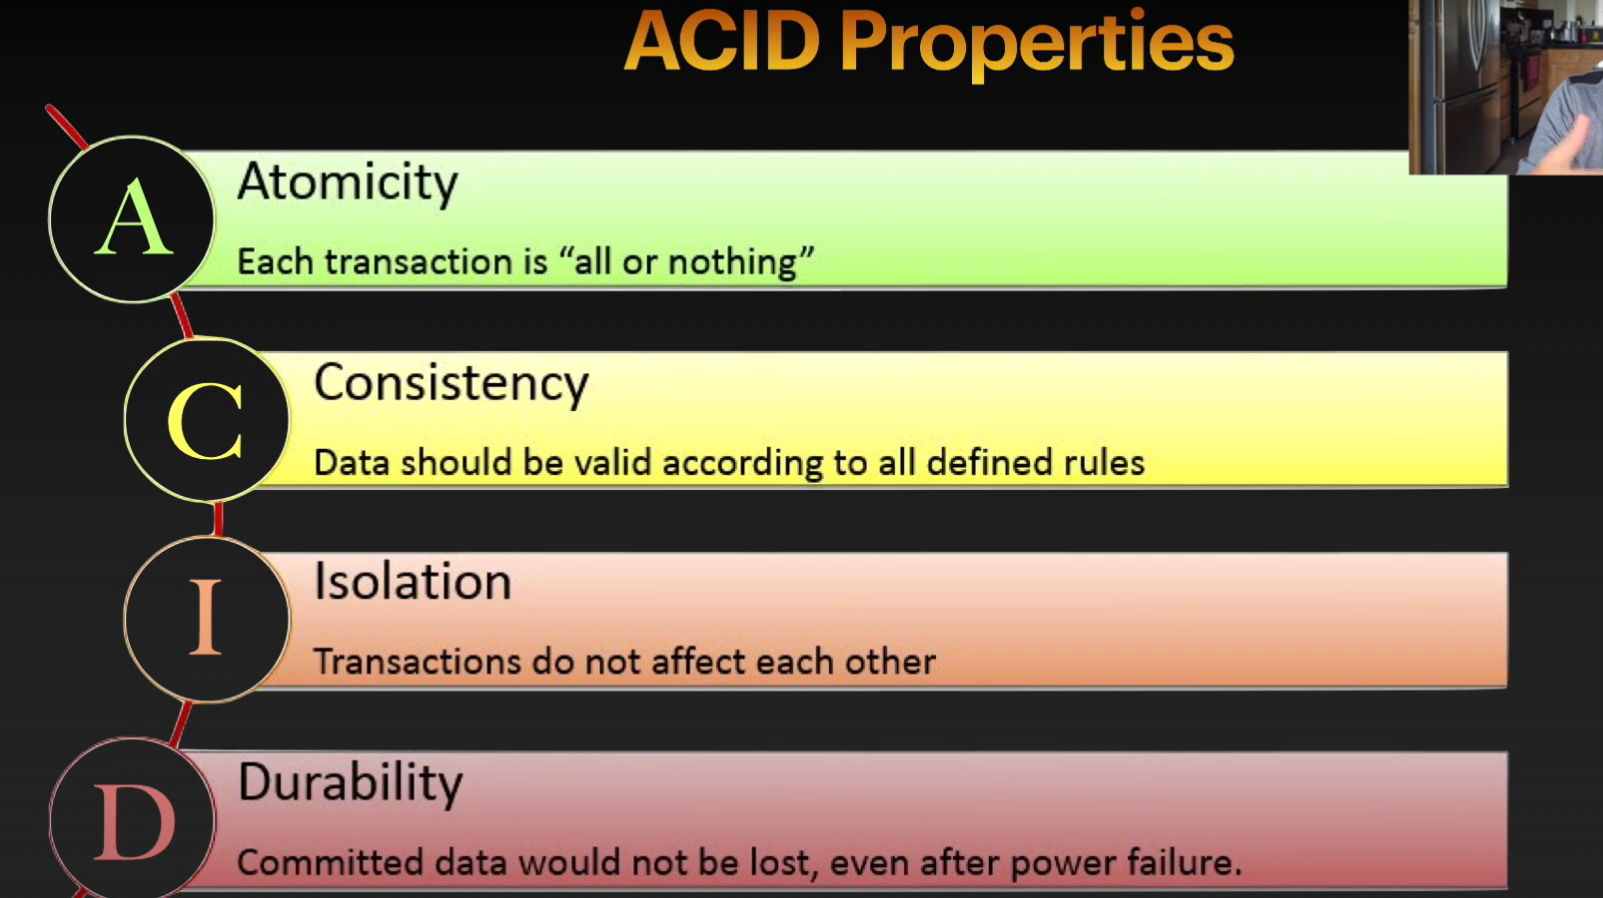 ACID Properties
A
Atomicity
Each transaction is “all or nothing”
C
Consistency
Data should be valid according to all defined rules
I
Isolation
Transactions do not affect each other
D
Durability
Committed data would not be lost, even after power failure.